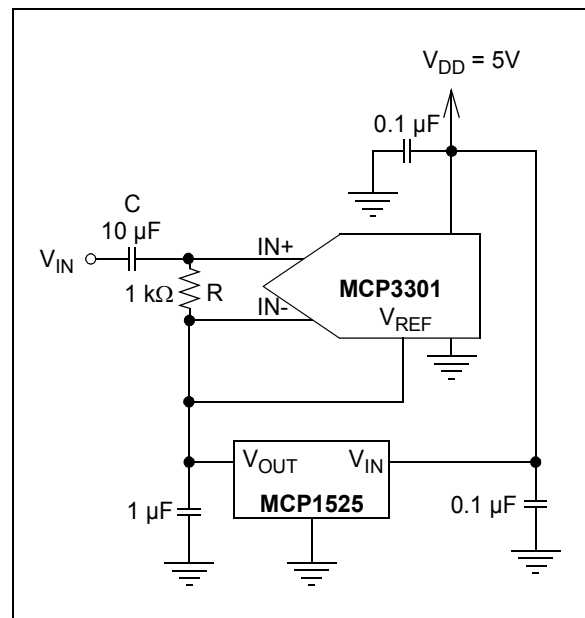 V_DD = 5V
0.1 µF
C
10 µF
V_IN
IN+
1 kΩ
R
IN-
MCP3301
V_REF
V_OUT
V_IN
MCP1525
1 µF
0.1 µF